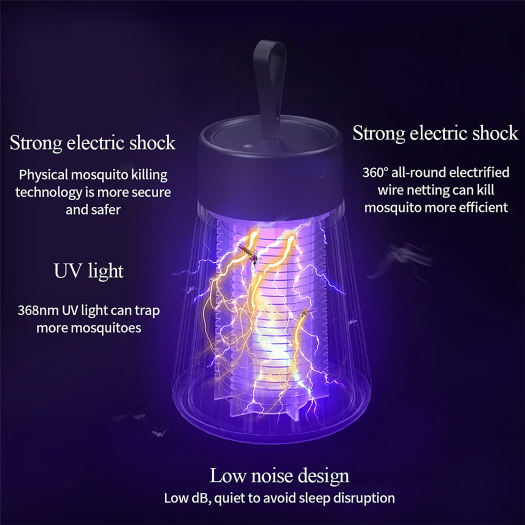 Strong electric shock
Physical mosquito killing
technology is more secure
and safer
Strong electric shock
360° all-round electrified
wire netting can kill
mosquito more efficient
UV light
368nm UV light can trap
more mosquitoes
Low noise design
Low dB, quiet to avoid sleep disruption